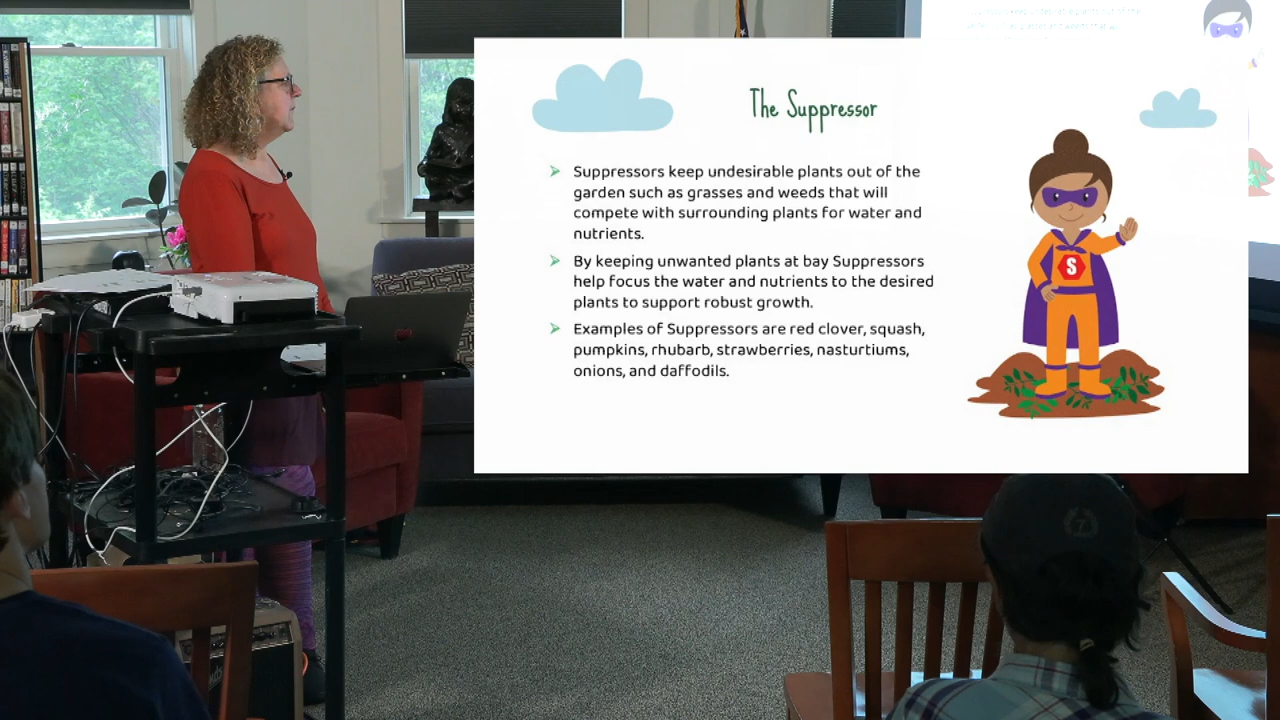 The Suppressor
➢ Suppressors keep undesirable plants out of the
garden such as grasses and weeds that will
compete with surrounding plants for water and
nutrients.
➢ By keeping unwanted plants at bay Suppressors
help focus the water and nutrients to the desired
plants to support robust growth.
➢ Examples of Suppressors are red clover, squash,
pumpkins, rhubarb, strawberries, nasturtiums,
onions, and daffodils.
S